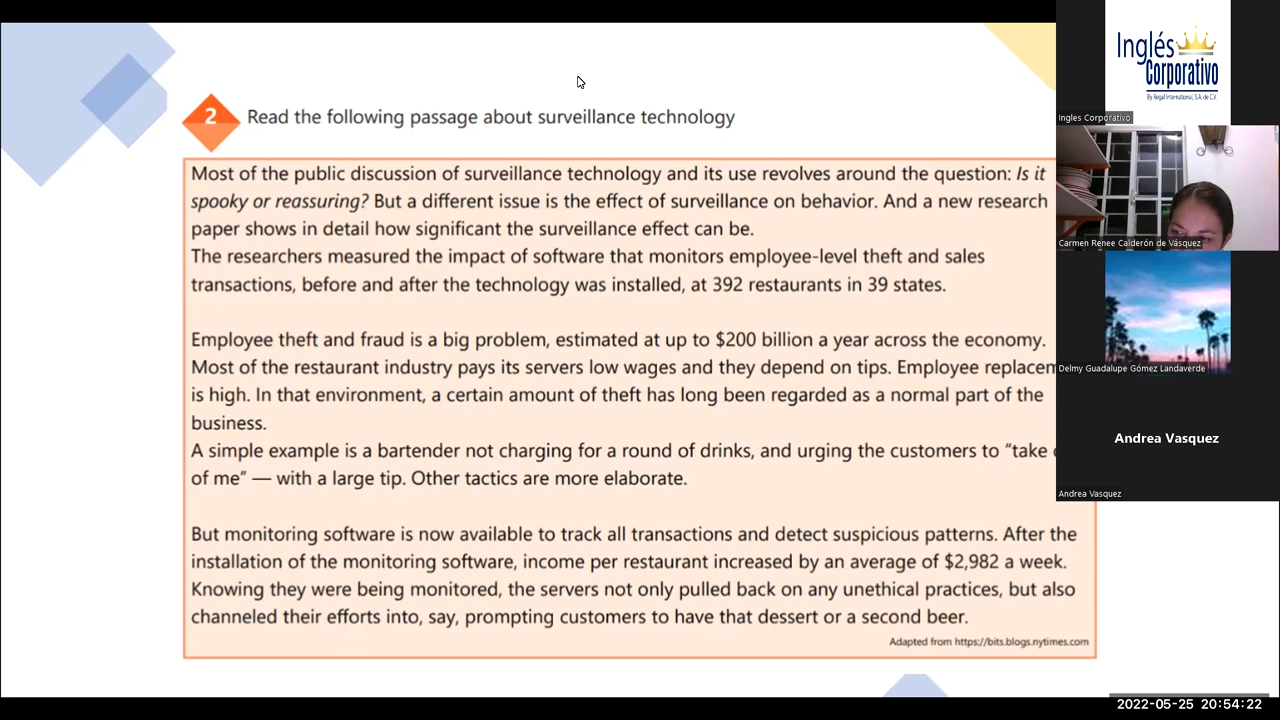 2
Read the following passage about surveillance technology
Most of the public discussion of surveillance technology and its use revolves around the question: Is it
spooky or reassuring? But a different issue is the effect of surveillance on behavior. And a new research
paper shows in detail how significant the surveillance effect can be.
The researchers measured the impact of software that monitors employee-level theft and sales
transactions, before and after the technology was installed, at 392 restaurants in 39 states.
Employee theft and fraud is a big problem, estimated at up to $200 billion a year across the economy.
Most of the restaurant industry pays its servers low wages and they depend on tips. Employee replacem
is high. In that environment, a certain amount of theft has long been regarded as a normal part of the
business.
A simple example is a bartender not charging for a round of drinks, and urging the customers to “take
of me” — with a large tip. Other tactics are more elaborate.
But monitoring software is now available to track all transactions and detect suspicious patterns. After the
installation of the monitoring software, income per restaurant increased by an average of $2,982 a week.
Knowing they were being monitored, the servers not only pulled back on any unethical practices, but also
channeled their efforts into, say, prompting customers to have that dessert or a second beer.
Adapted from https://bits.blogs.nytimes.com
Inglés
Corporativo
By Regal International, S.A. de C.V.
Ingles Corporativo
Carmen Renee Calderón de Vásquez
Delmy Guadalupe Gómez Landaverde
Andrea Vasquez
Andrea Vasquez
2022-05-25 20:54:22